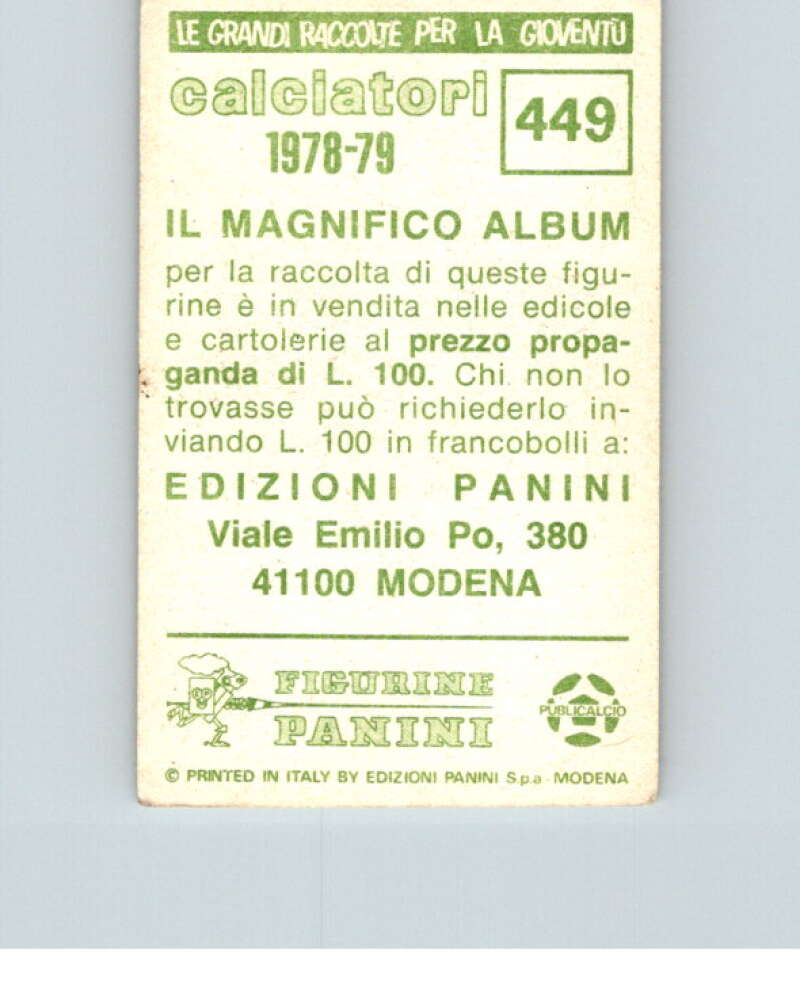 LE GRANDI RACCOLTE PER LA GIOVENTÙ
calciatori
1978-79
449
IL MAGNIFICO ALBUM
per la raccolta di queste figu-
rine è in vendita nelle edicole
e cartolerie al prezzo propa-
ganda di L. 100. Chi non lo
trovasse può richiederlo in-
viando L. 100 in francobolli a:
EDIZIONI PANINI
Viale Emilio Po, 380
41100 MODENA
FIGURINE
PANINI
PUBLICALCIO
© PRINTED IN ITALY BY EDIZIONI PANINI S.p.a. MODENA